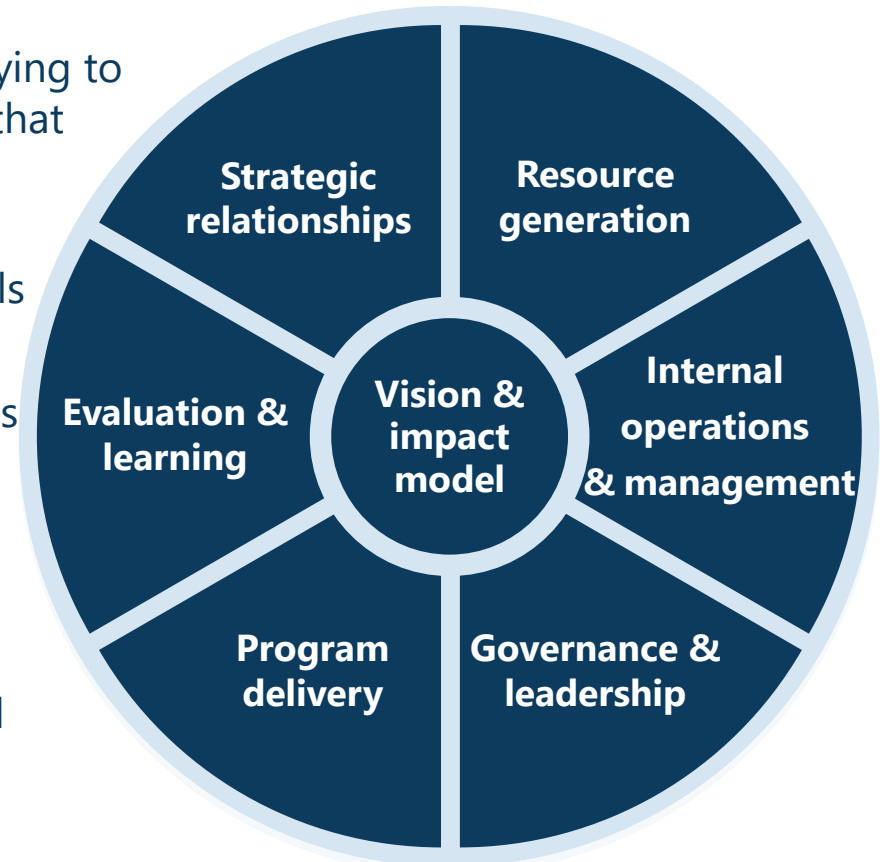 ying to
that
ls
s
Strategic
relationships
Resource
generation
Internal
operations
& management
Governance &
leadership
Program
delivery
Evaluation &
learning
Vision &
impact
model